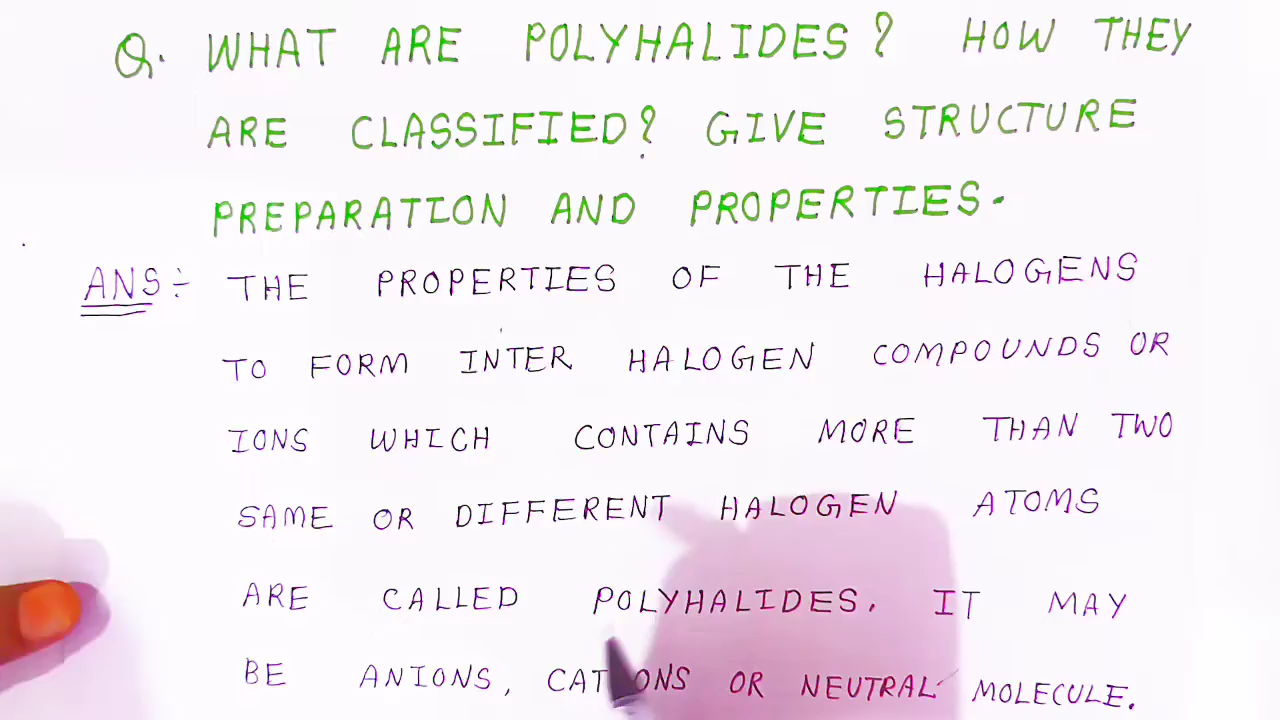 Q. WHAT ARE POLYHALIDES? HOW THEY
ARE CLASSIFIED? GIVE STRUCTURE
PREPARATION AND PROPERTIES.
ANS:- THE PROPERTIES OF THE HALOGENS
TO FORM INTER HALOGEN COMPOUNDS OR
IONS WHICH CONTAINS MORE THAN TWO
SAME OR DIFFERENT HALOGEN ATOMS
ARE CALLED POLYHALIDES. IT MAY
BE ANIONS, CATIONS OR NEUTRAL MOLECULE.